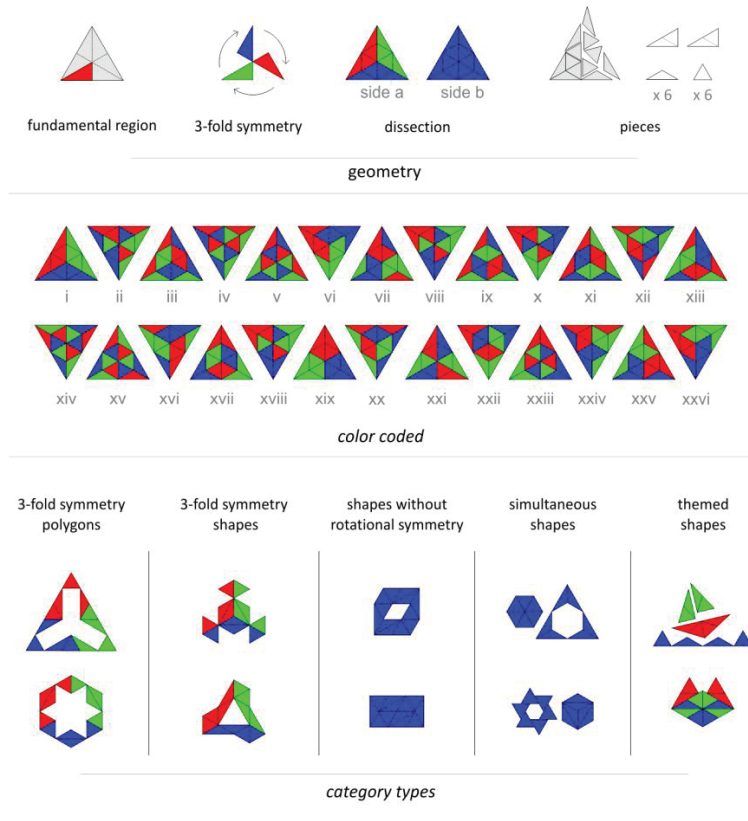 side a side b
x 6 x 6
fundamental region 3-fold symmetry dissection pieces
geometry
i ii iii iv v vi vii viii ix x xi xii xiii
xiv xv xvi xvii xviii xix xx xxi xxii xxiii xxiv xxv xxvi
color coded
3-fold symmetry
polygons
3-fold symmetry
shapes
shapes without
rotational symmetry
simultaneous
shapes
themed
shapes
category types